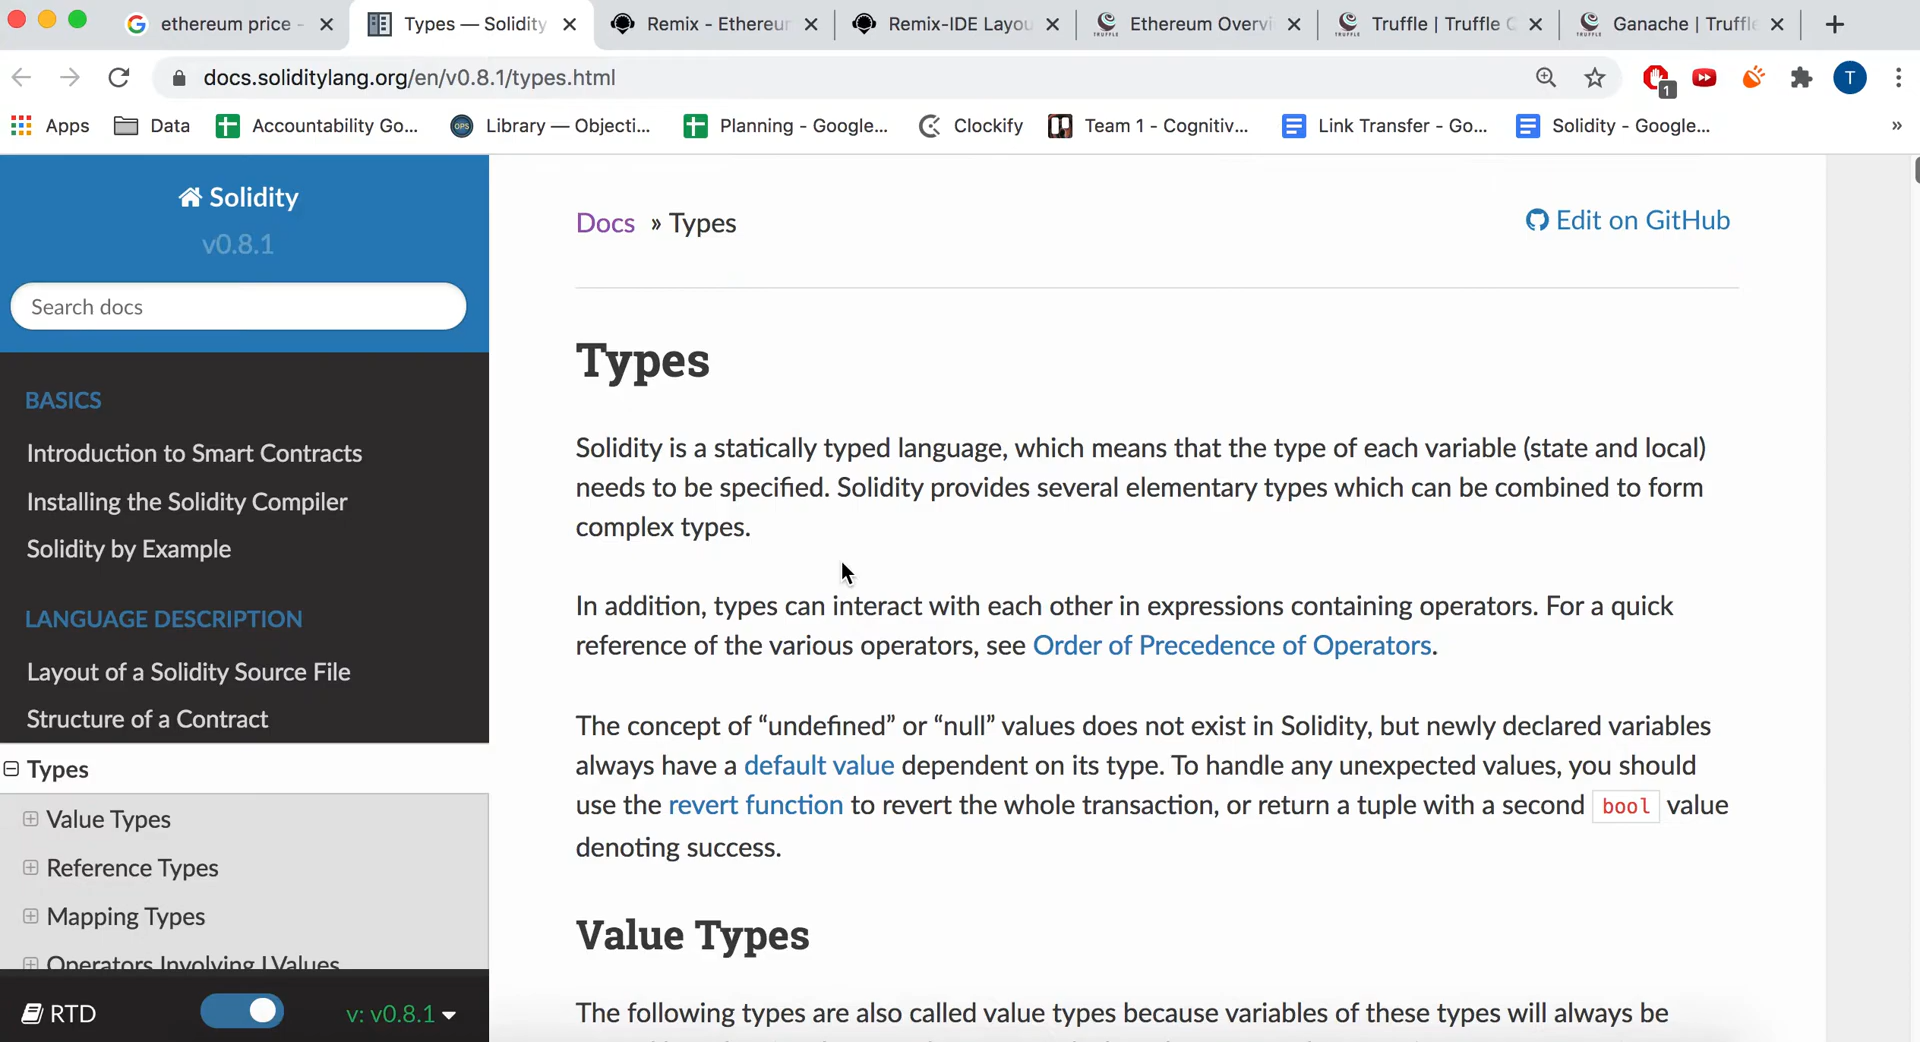 ethereum price -
Types — Solidity
Remix - Ethereu
Remix-IDE Layou
Ethereum Overvi
Truffle | Truffle
Ganache | Truffle
docs.soliditylang.org/en/v0.8.1/types.html
1
T
Apps
Data
Accountability Go...
OPS
Library — Objecti...
Planning - Google...
Clockify
Team 1 - Cognitiv...
Link Transfer - Go...
Solidity - Google...
»
Solidity
v0.8.1
Search docs
BASICS
Introduction to Smart Contracts
Installing the Solidity Compiler
Solidity by Example
LANGUAGE DESCRIPTION
Layout of a Solidity Source File
Structure of a Contract
Types
Value Types
Reference Types
Mapping Types
Operators Involving LValues
RTD
v: v0.8.1
Docs » Types
Edit on GitHub
Types
Solidity is a statically typed language, which means that the type of each variable (state and local)
needs to be specified. Solidity provides several elementary types which can be combined to form
complex types.
In addition, types can interact with each other in expressions containing operators. For a quick
reference of the various operators, see Order of Precedence of Operators.
The concept of “undefined” or “null” values does not exist in Solidity, but newly declared variables
always have a default value dependent on its type. To handle any unexpected values, you should
use the revert function to revert the whole transaction, or return a tuple with a second bool value
denoting success.
Value Types
The following types are also called value types because variables of these types will always be